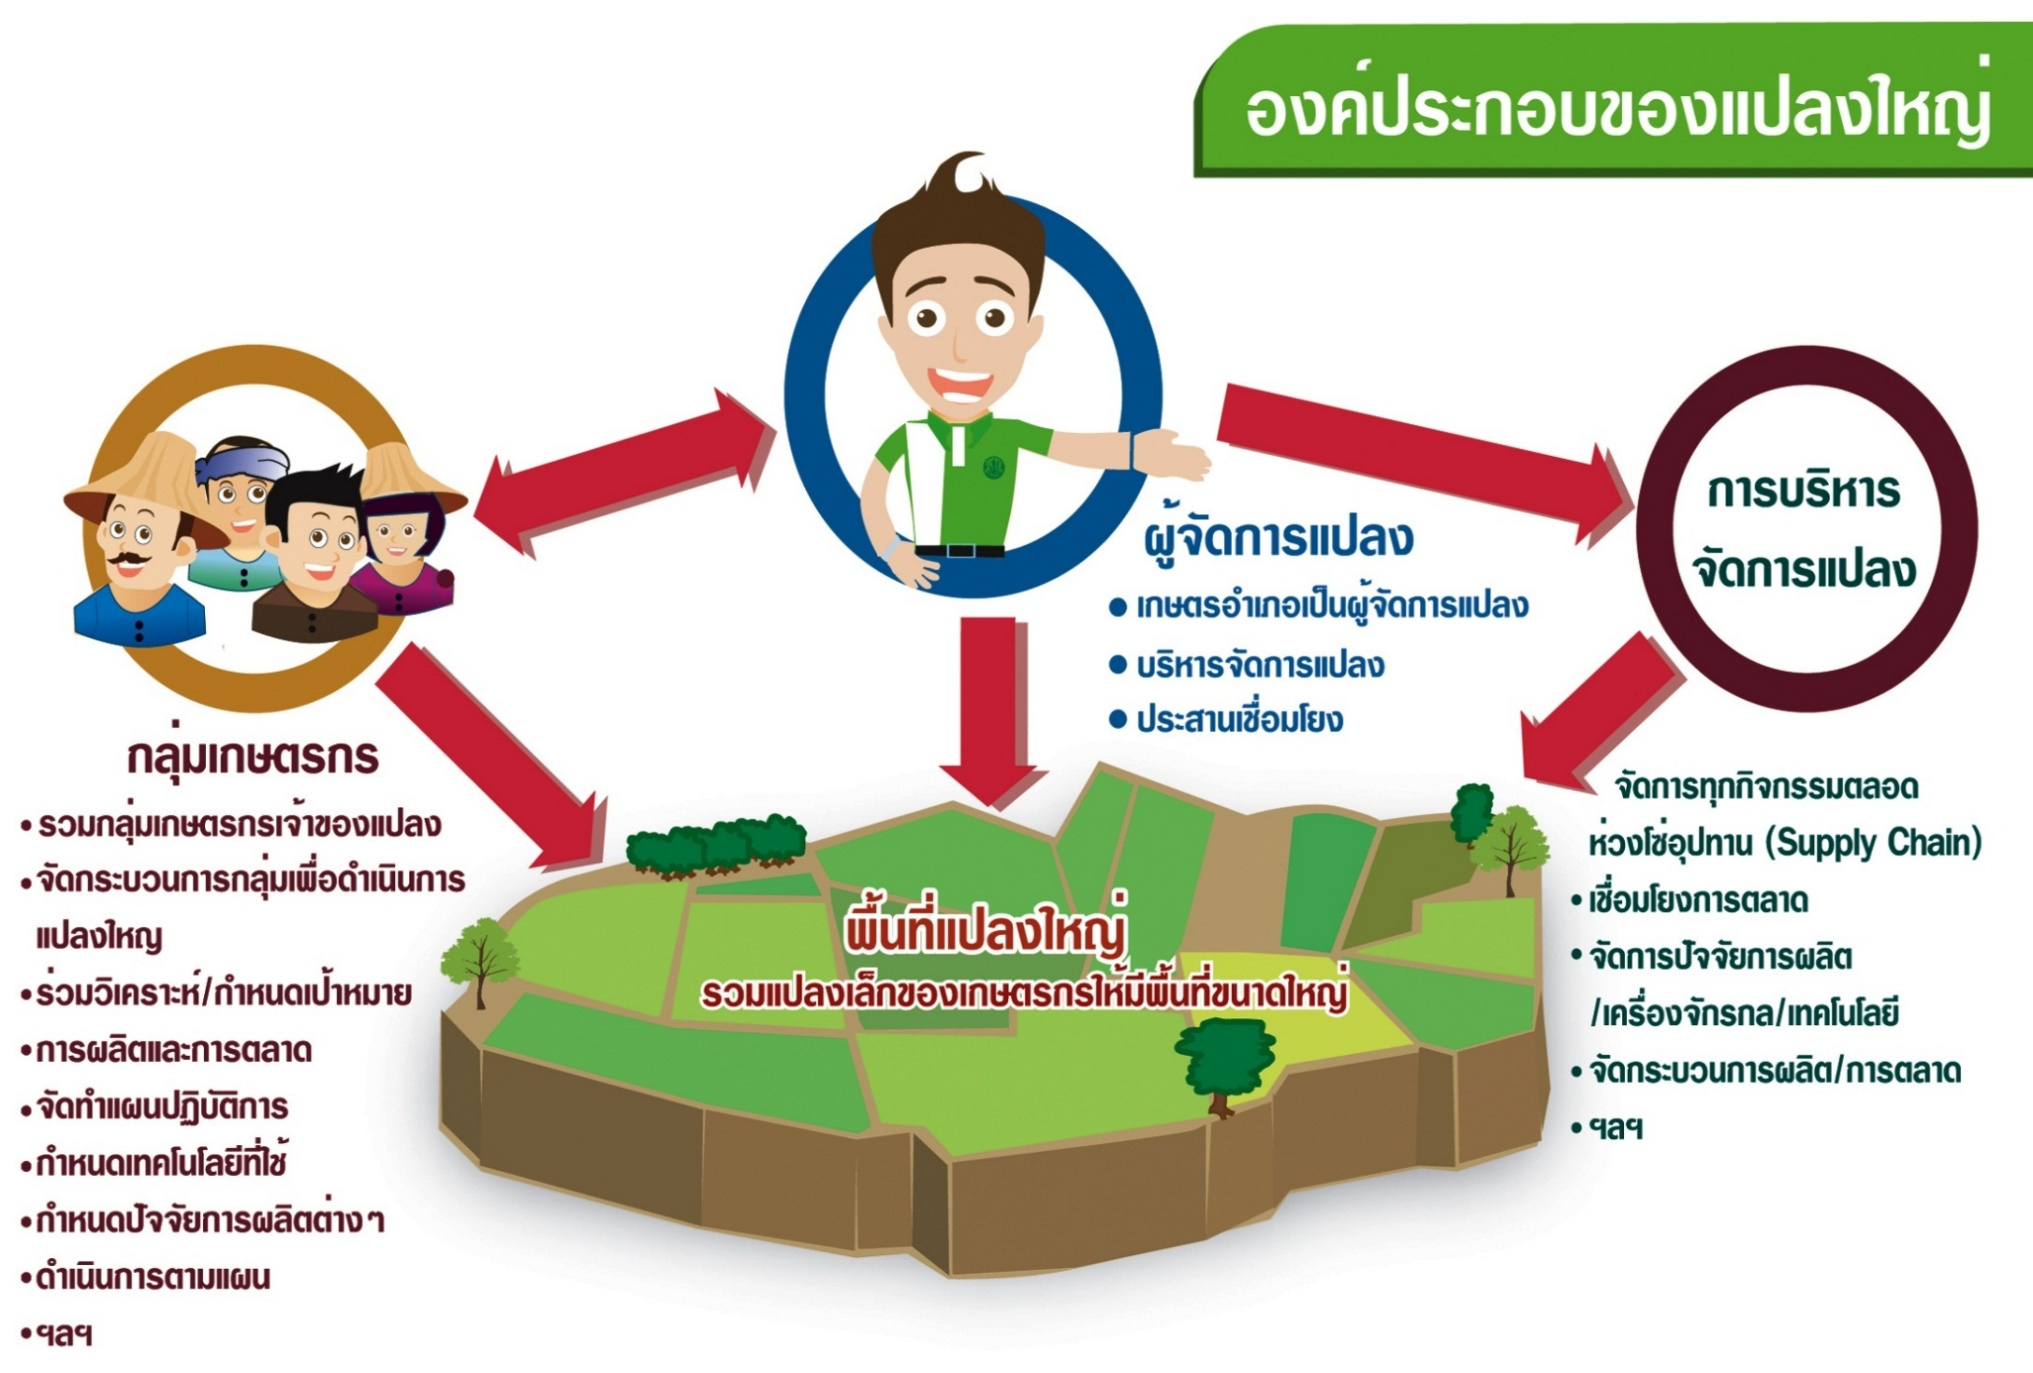 องค์ประกอบของแปลงใหญ่
ผู้จัดการแปลง
● เกษตรอำเภอเป็นผู้จัดการแปลง
● บริหารจัดการแปลง
● ประสานเชื่อมโยง
การบริหาร
จัดการแปลง
กลุ่มเกษตรกร
•รวมกลุ่มเกษตรกรเจ้าของแปลง
•จัดกระบวนการกลุ่มเพื่อดำเนินการ
แปลงใหญ่
•ร่วมวิเคราะห์/กำหนดเป้าหมาย
•การผลิตและการตลาด
•จัดทำแผนปฏิบัติการ
•กำหนดเทคโนโลยีที่ใช้
•กำหนดปัจจัยการผลิตต่างๆ
•ดำเนินการตามแผน
•ฯลฯ
พื้นที่แปลงใหญ่
รวมแปลงเล็กของเกษตรกรให้มีพื้นที่ขนาดใหญ่
จัดการทุกกิจกรรมตลอด
ห่วงโซ่อุปทาน (Supply Chain)
•เชื่อมโยงการตลาด
•จัดการปัจจัยการผลิต
/เครื่องจักรกล/เทคโนโลยี
•จัดกระบวนการผลิต/การตลาด
•ฯลฯ